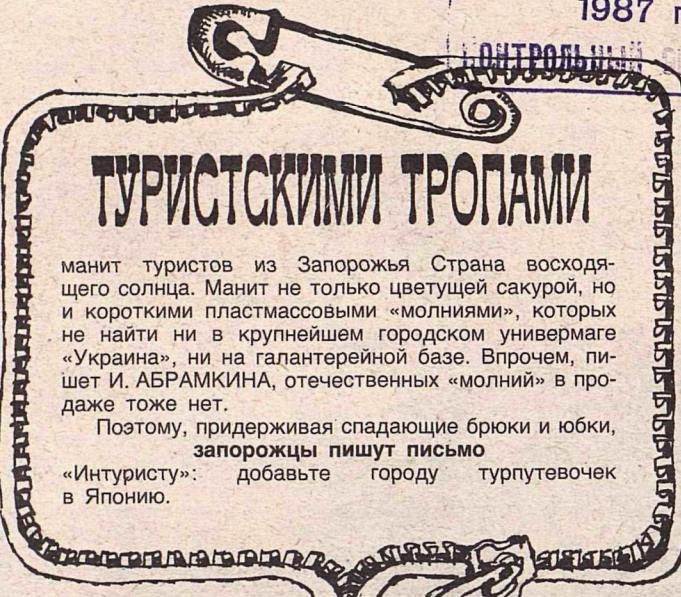 1987 г
КОНТРОЛЬНЫЙ
ТУРИСТСКИМИ ТРОПАМИ
манит туристов из Запорожья Страна восходя-
щего солнца. Манит не только цветущей сакурой, но
и короткими пластмассовыми «молниями», которых
не найти ни в крупнейшем городском универмаге
«Украина», ни на галантерейной базе. Впрочем, пи-
шет И. АБРАМКИНА, отечественных «молний» в про-
даже тоже нет.
Поэтому, придерживая спадающие брюки и юбки,
запорожцы пишут письмо
«Интуристу»: добавьте городу турпутевочек
в Японию.